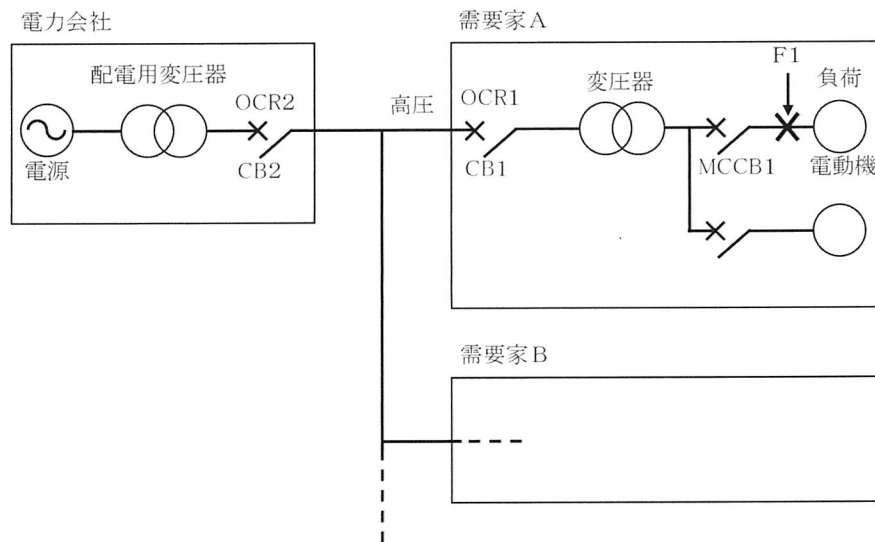 電力会社
配電用変圧器
OCR2
電源
CB2
高圧
需要家A
F1
OCR1
変圧器
負荷
CB1
MCCB1
電動機
需要家B